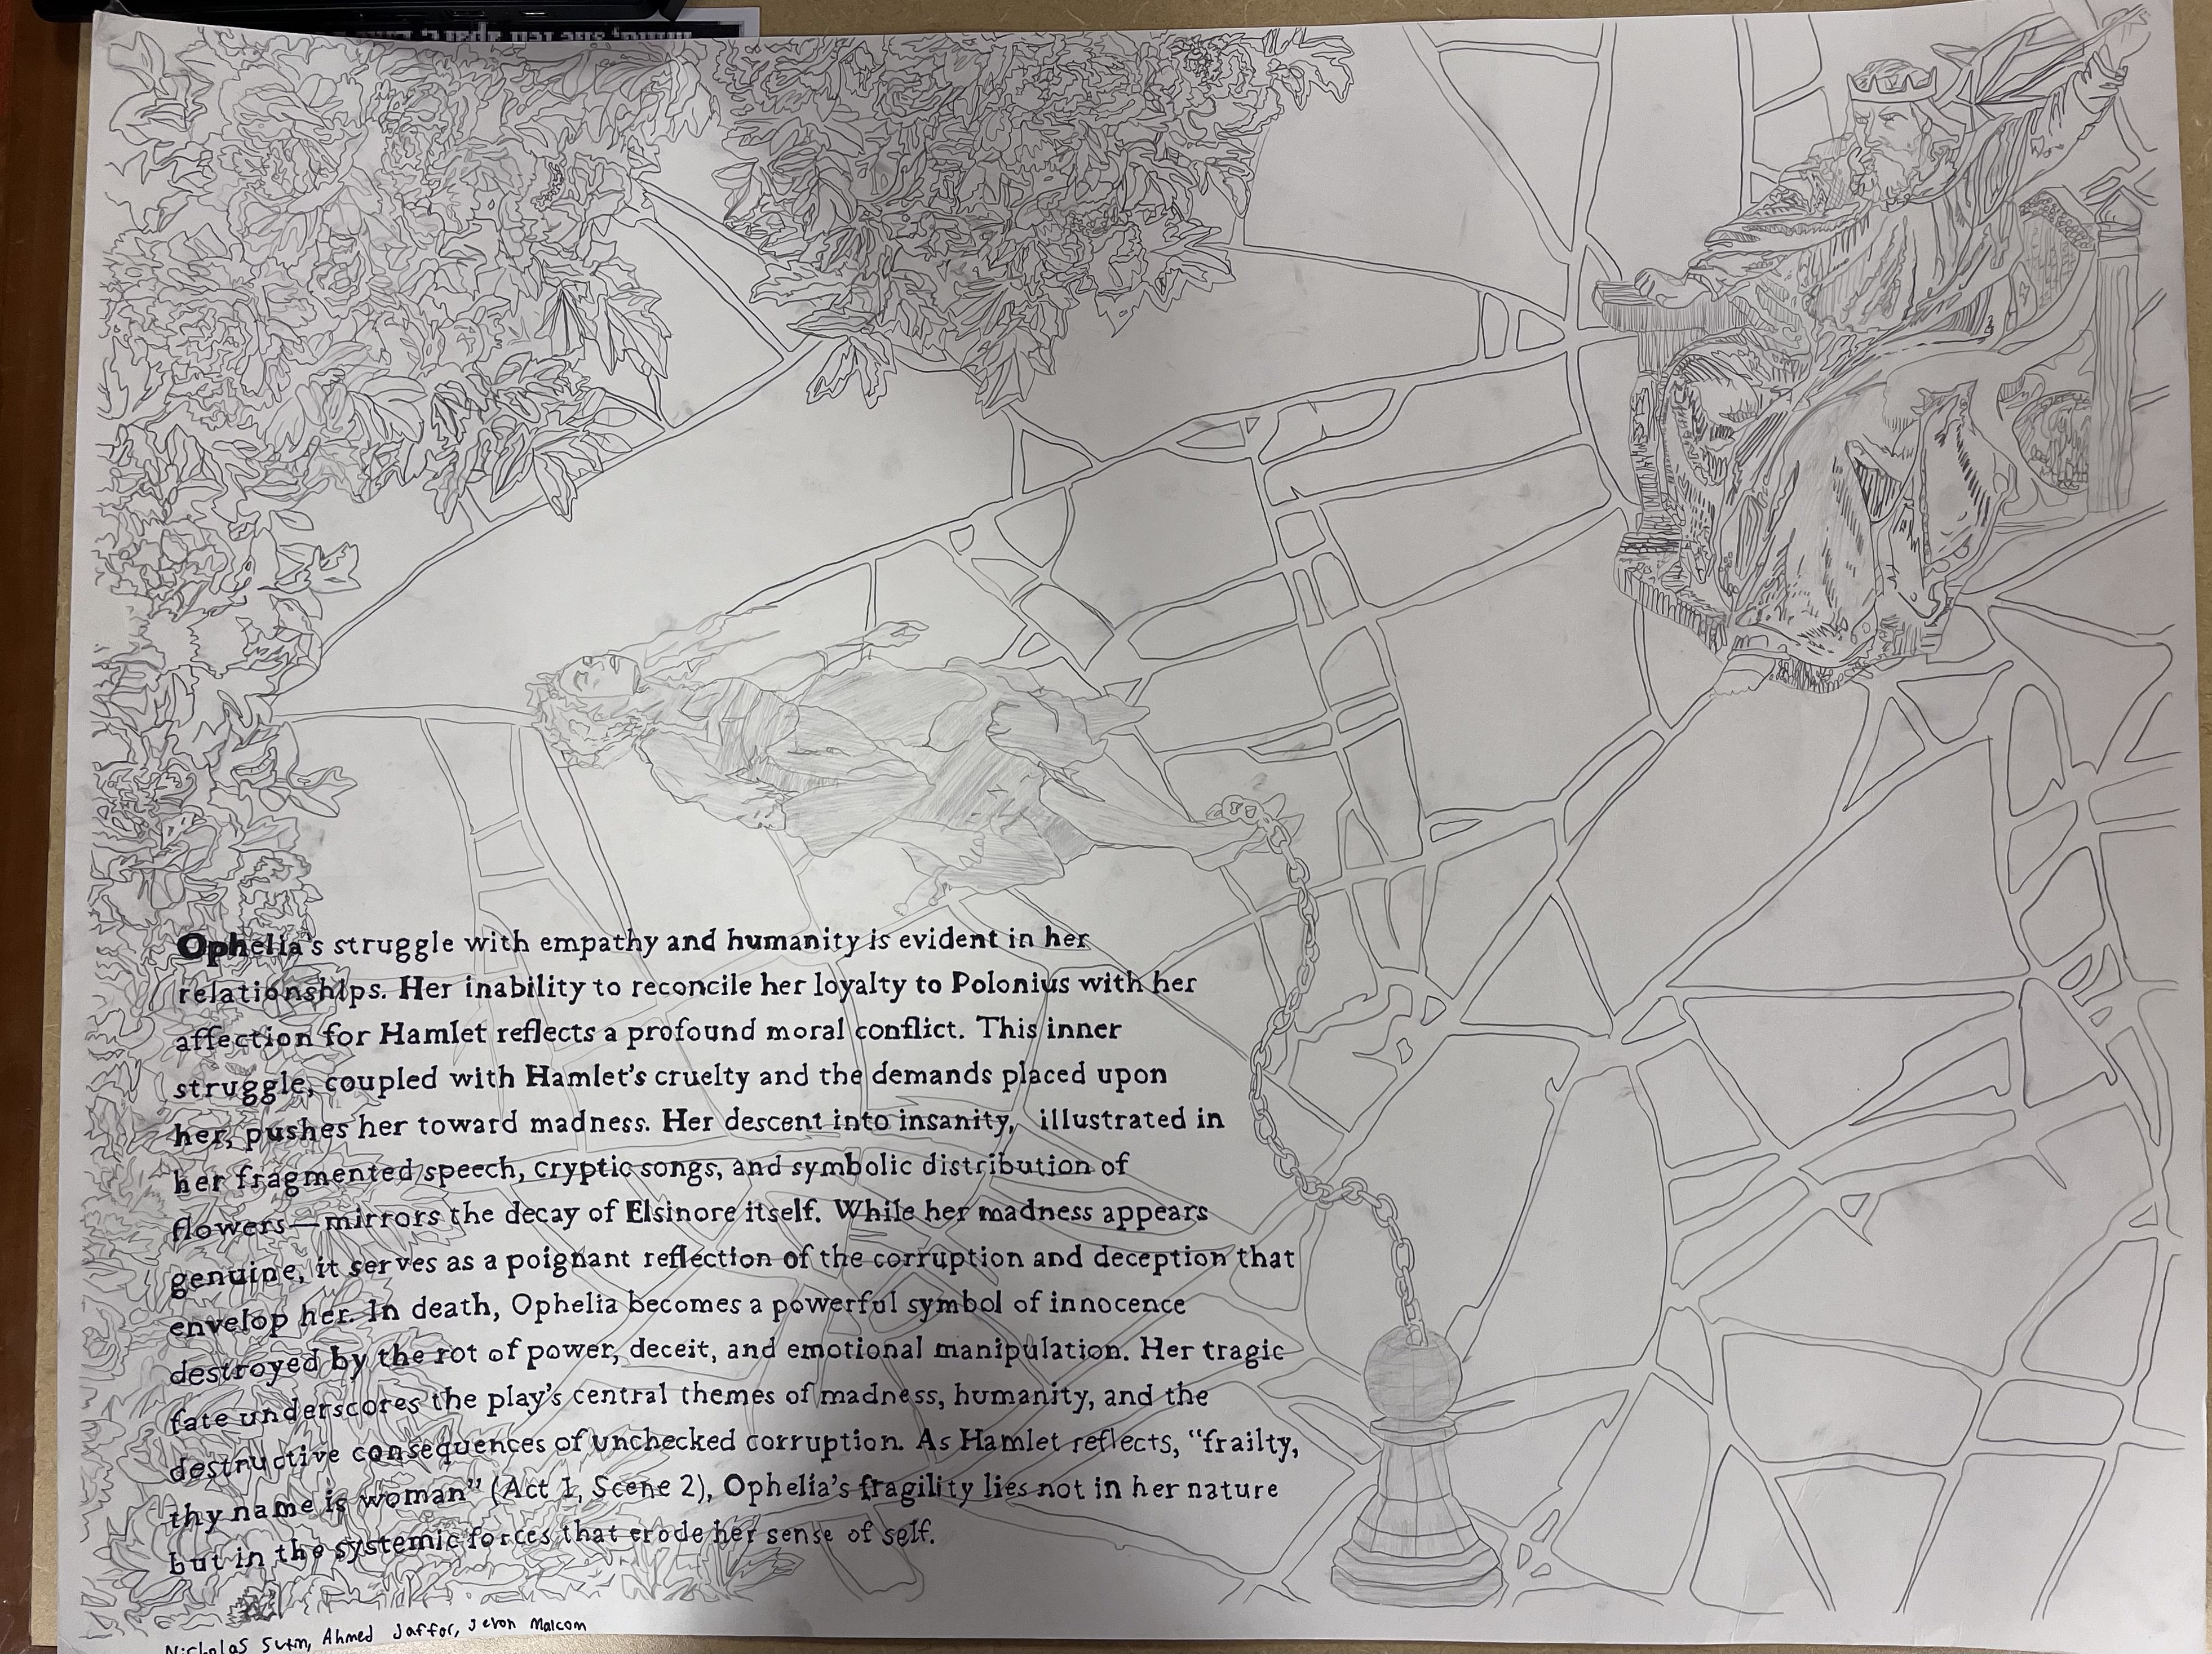 Ophelia's struggle with empathy and humanity is evident in her
relationships. Her inability to reconcile her loyalty to Polonius with her
affection for Hamlet reflects a profound moral conflict. This inner
struggle, coupled with Hamlet's cruelty and the demands placed upon
her, pushes her toward madness. Her descent into insanity, illustrated in
her fragmented speech, cryptic songs, and symbolic distribution of
flowers—mirrors the decay of Elsinore itself. While her madness appears
genuine, it serves as a poignant reflection of the corruption and deception that
envelop her. In death, Ophelia becomes a powerful symbol of innocence
destroyed by the rot of power, deceit, and emotional manipulation. Her tragic
fate underscores the play's central themes of madness, humanity, and the
destructive consequences of unchecked corruption. As Hamlet reflects, "frailty,
thy name is woman" (Act 1, Scene 2), Ophelia's fragility lies not in her nature
but in the systemic forces that erode her sense of self.
Nicholas Ahmed Jaffor, Jevon Malcom